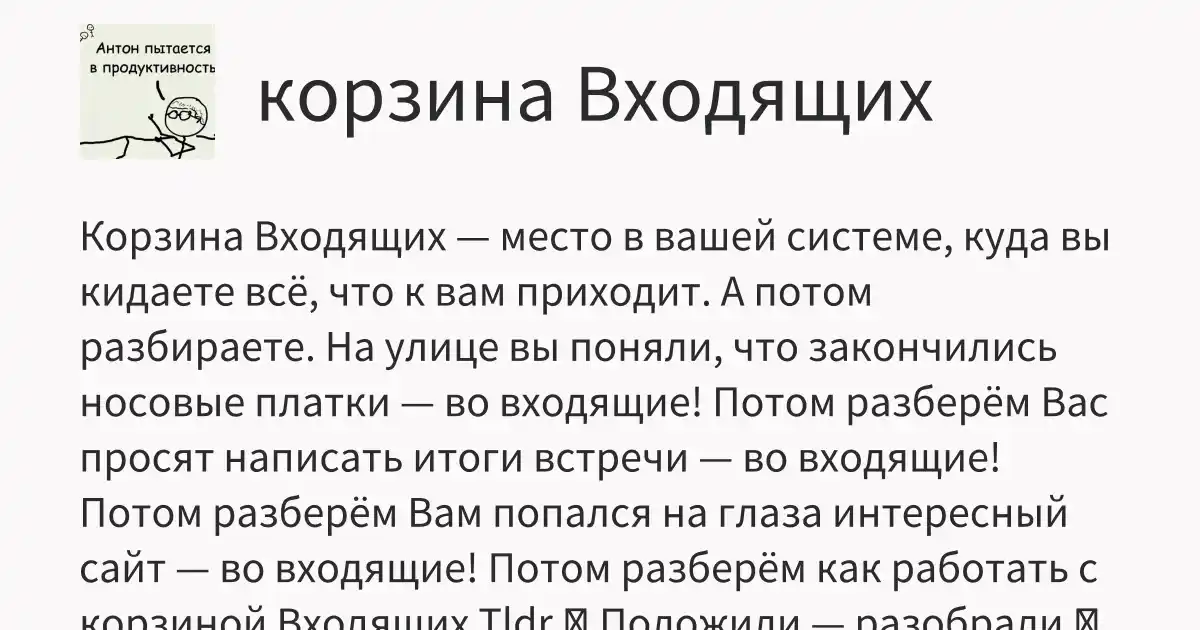 Антон пытается
в продуктивность
корзина Входящих
Корзина Входящих — место в вашей системе, куда вы
кидаете всё, что к вам приходит. А потом
разбираете. На улице вы поняли, что закончились
носовые платки — во входящие! Потом разберём Вас
просят написать итоги встречи — во входящие!
Потом разберём Вам попался на глаза интересный
сайт — во входящие! Потом разберём как работать с
корзиной Входящих Tldr Положили — разобрали